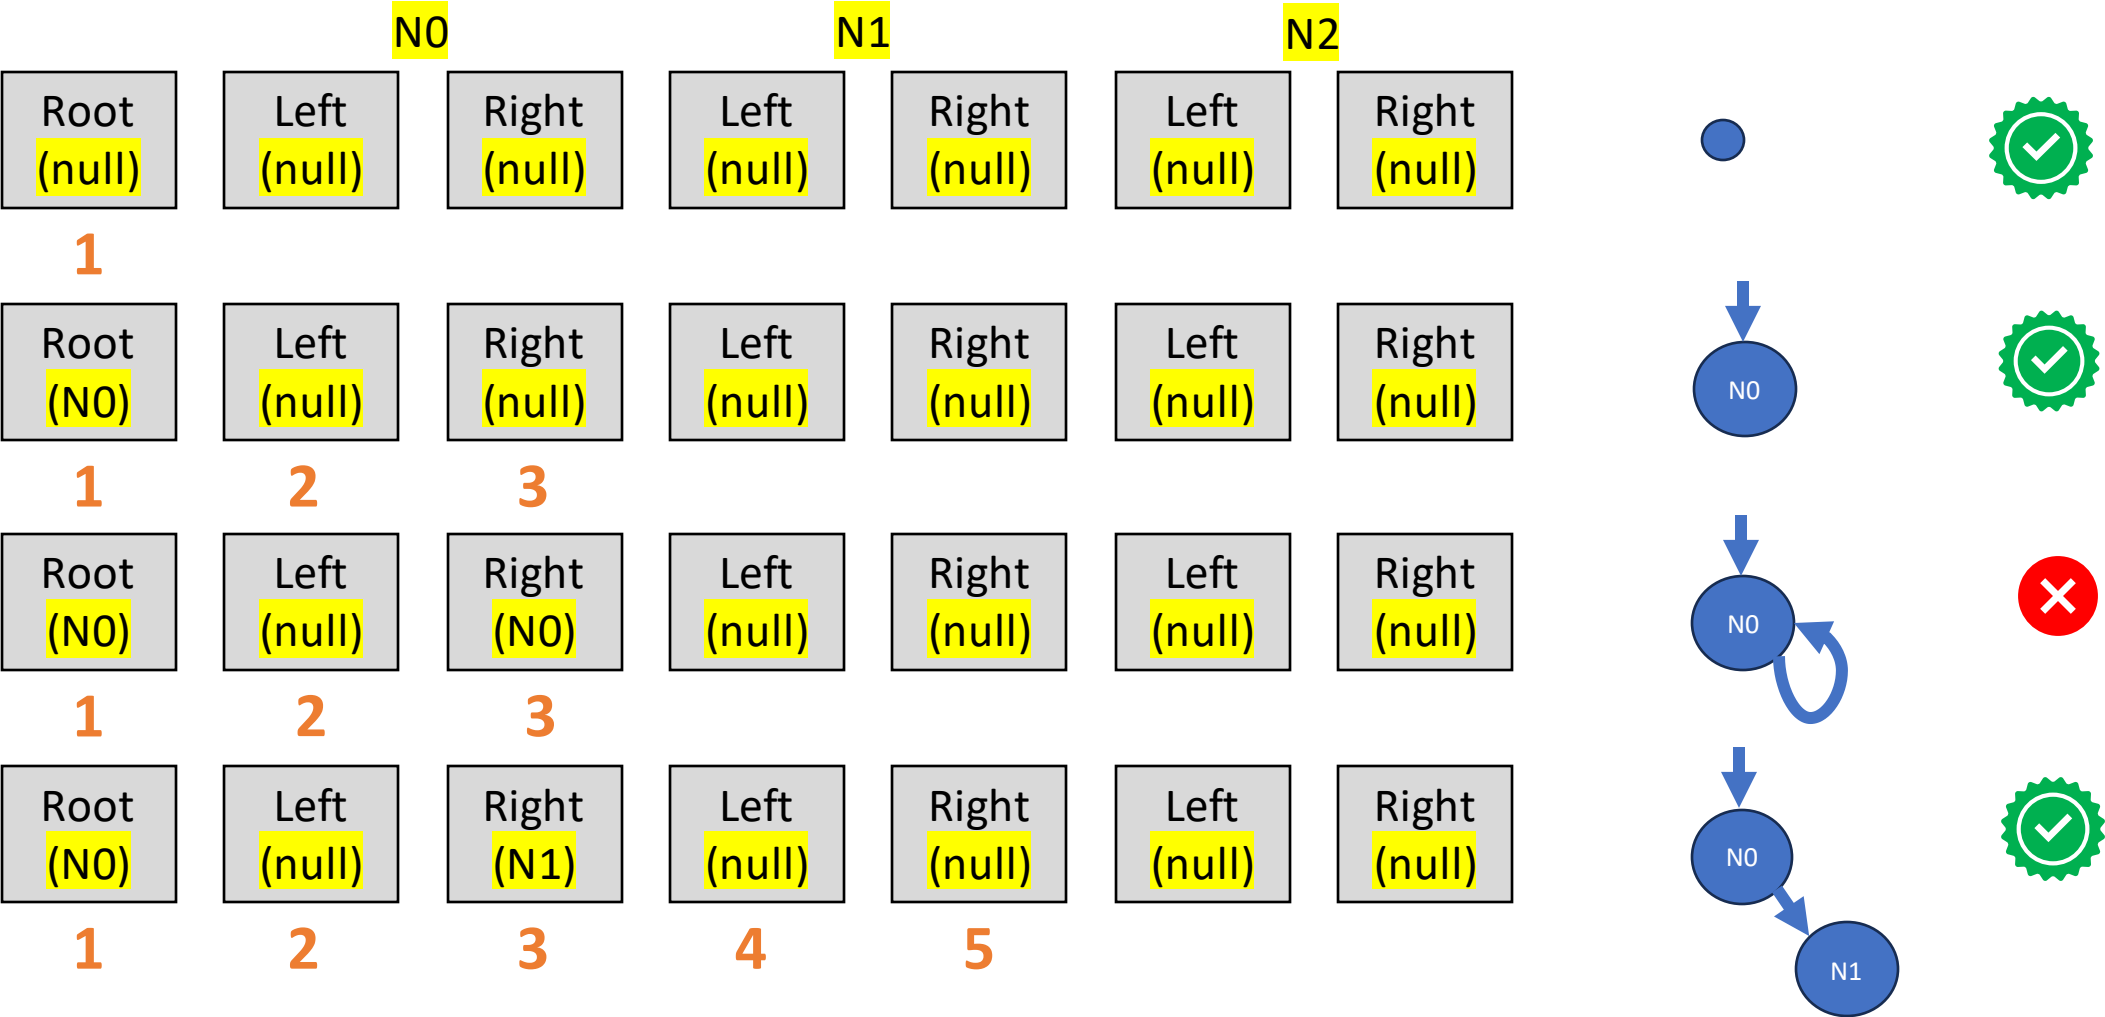 N0 N1 N2
Root Left Right Left Right Left Right
(null) (null) (null) (null) (null) (null) (null)
1
Root Left Right Left Right Left Right
(N0) (null) (null) (null) (null) (null) (null)
N0
1 2 3
Root Left Right Left Right Left Right
(N0) (null) (N0) (null) (null) (null) (null)
N0
1 2 3
Root Left Right Left Right Left Right
(N0) (null) (N1) (null) (null) (null) (null)
N0
1 2 3 4 5
N1